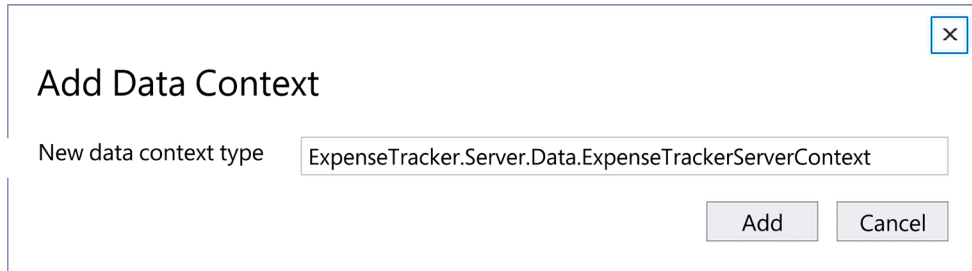 Add Data Context
New data context type ExpenseTracker.Server.Data.ExpenseTrackerServerContext
Add Cancel